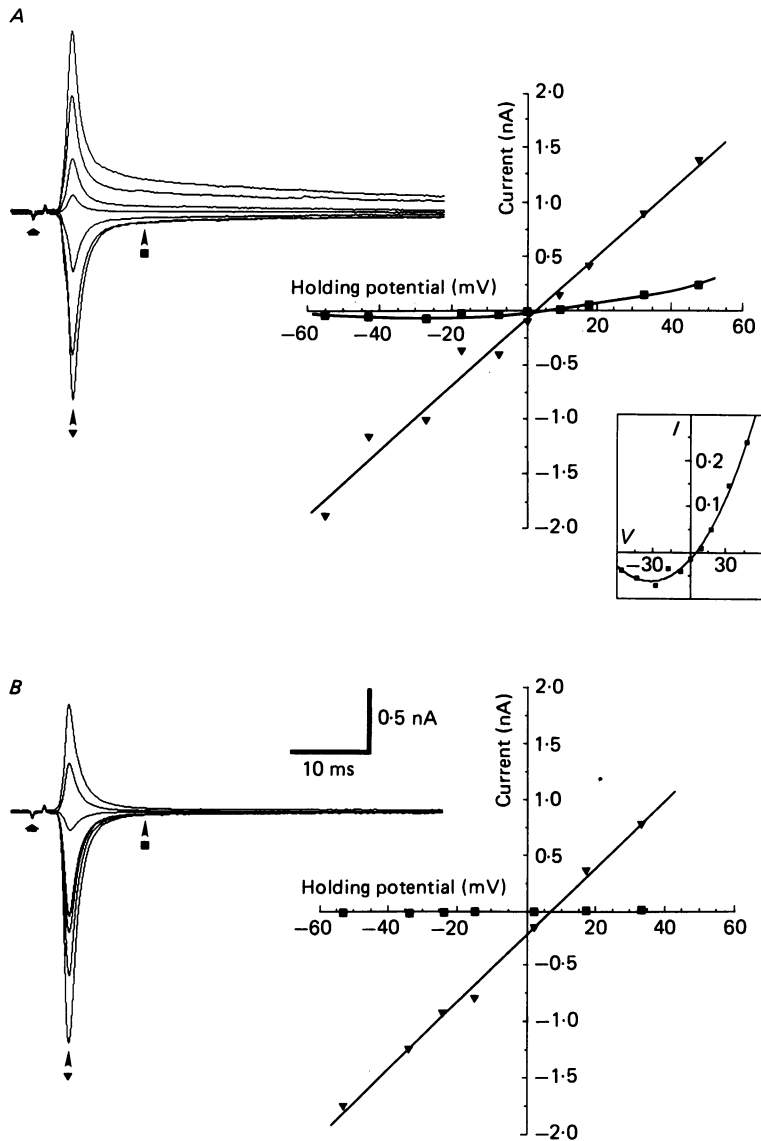 A
Current (nA)
2·0
1·5
1·0
0·5
Holding potential (mV)
−60 −40 −20 20 40 60
−0·5
−1·0
−1·5
−2·0
I
0·2
0·1
V
−30 30
B
0·5 nA
10 ms
Current (nA)
2·0
1·5
1·0
0·5
Holding potential (mV)
−60 −40 −20 20 40 60
−0·5
−1·0
−1·5
−2·0